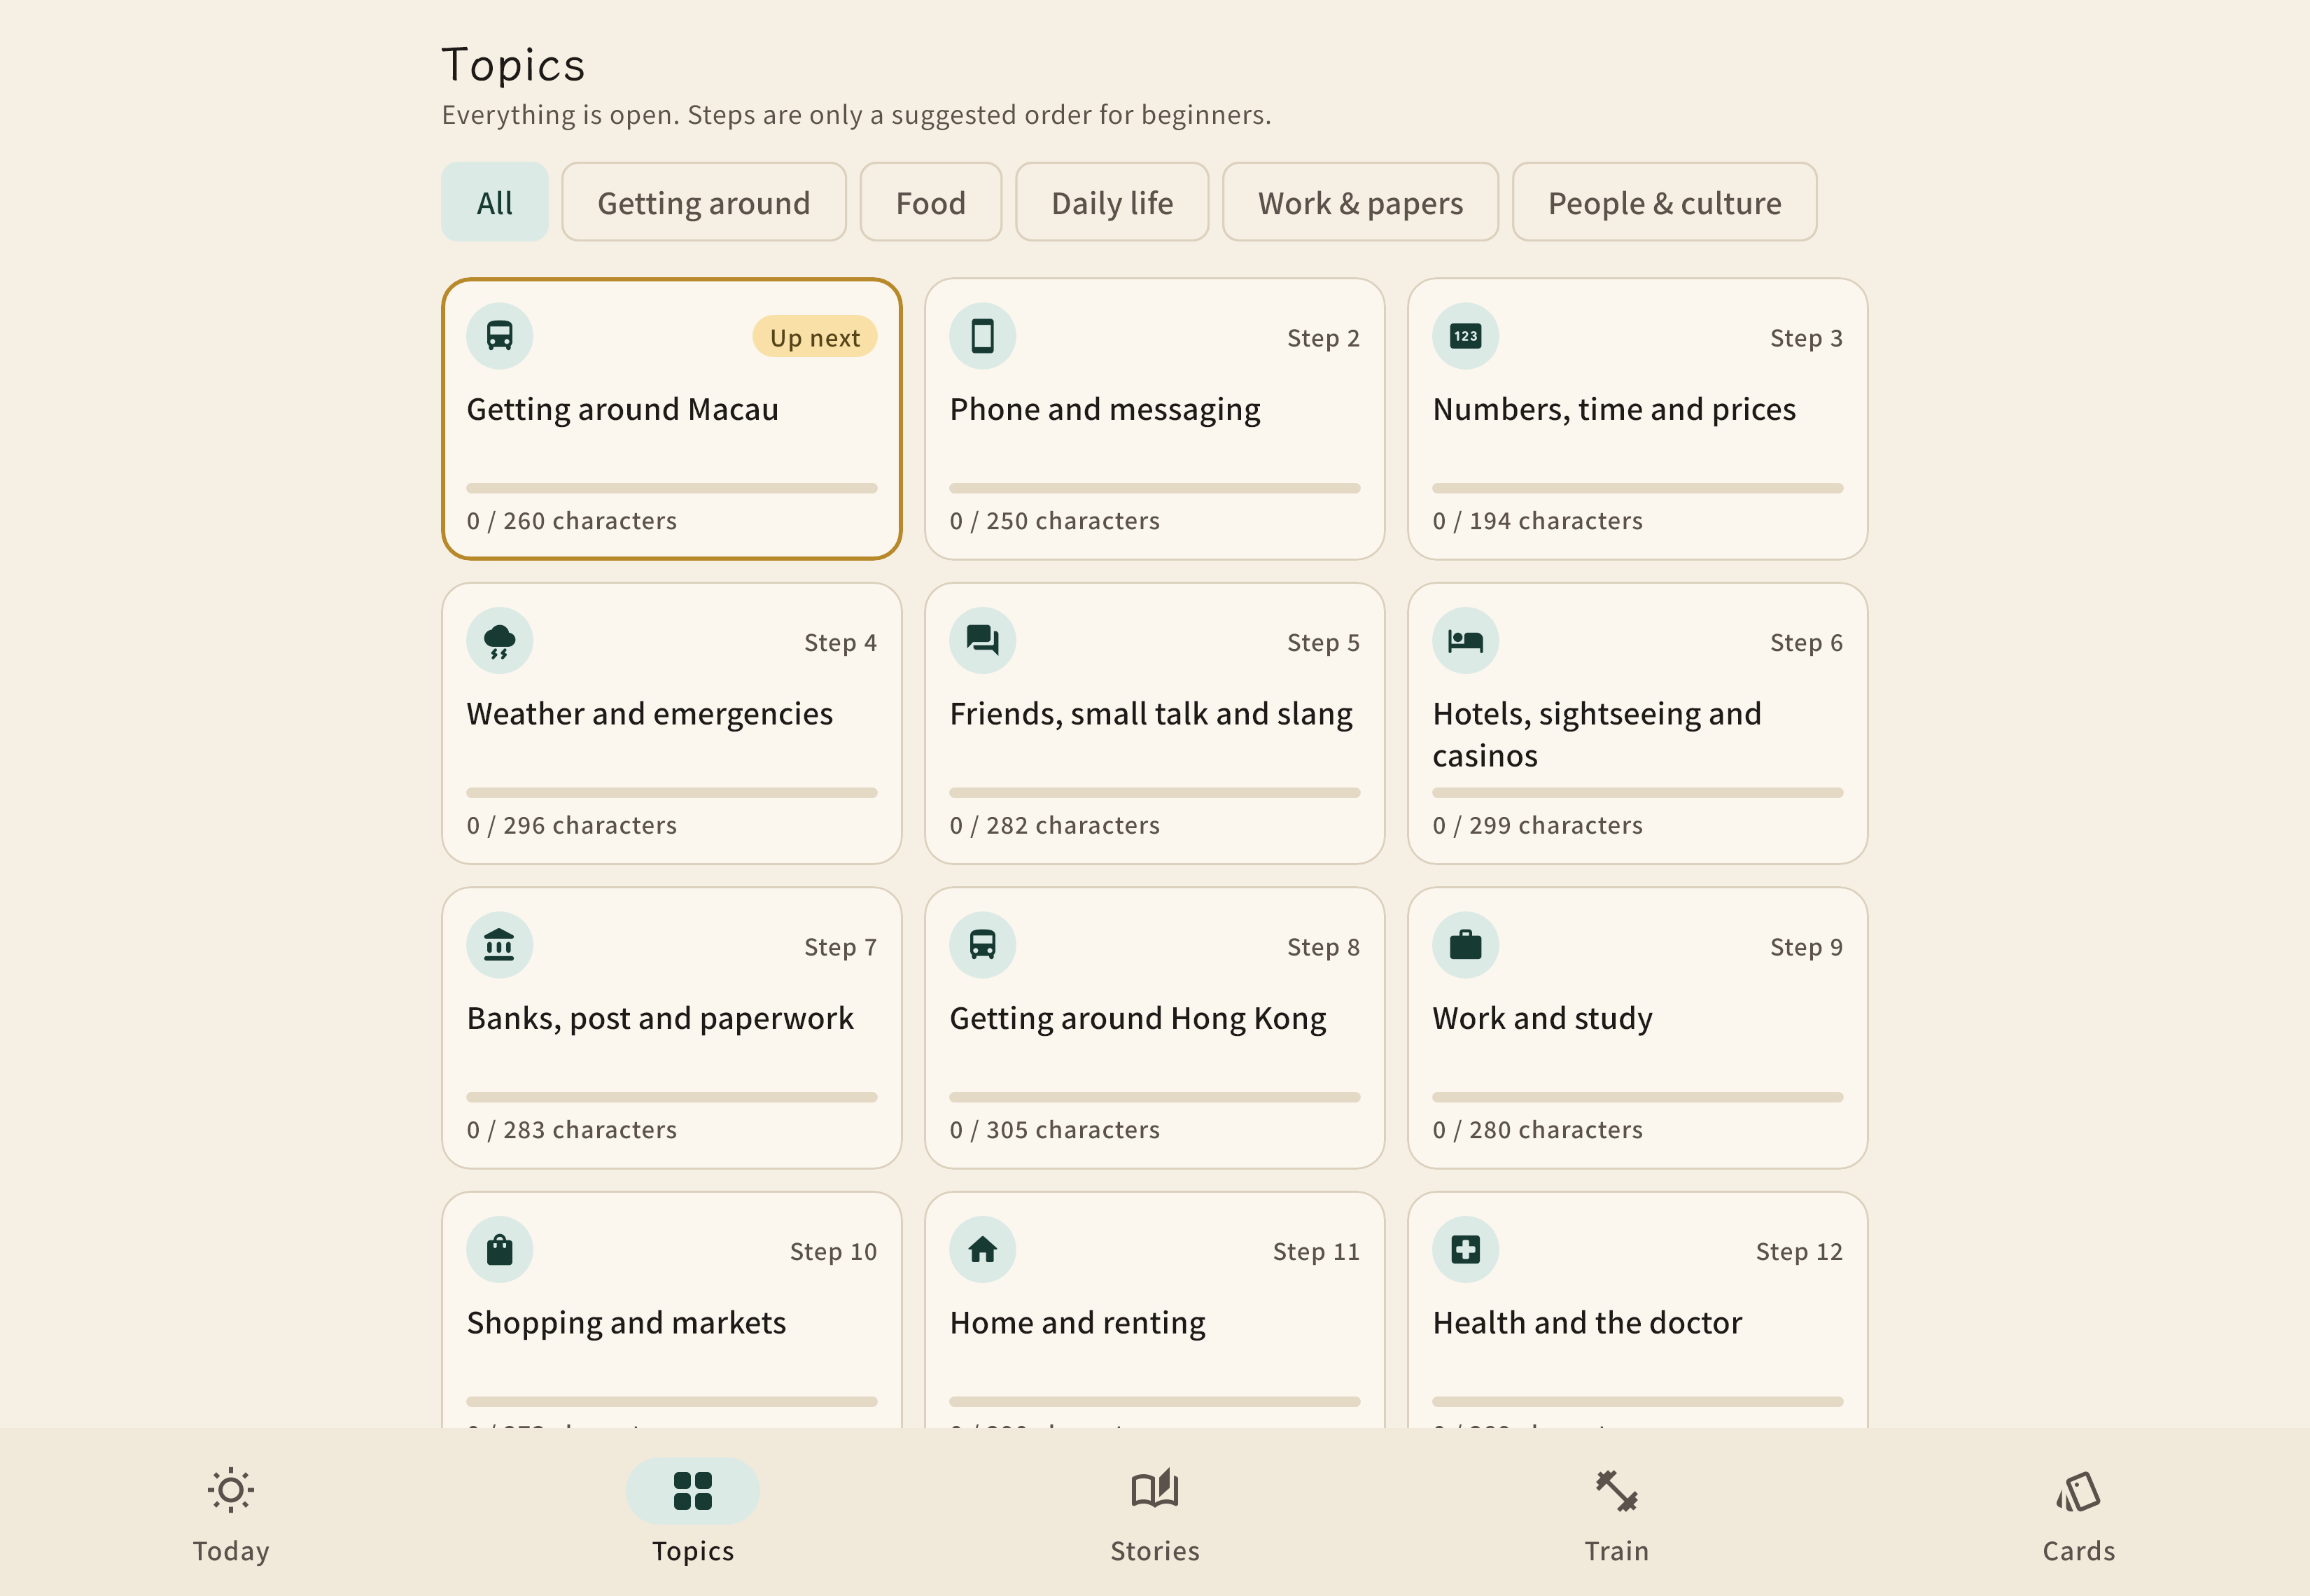 Topics
Everything is open. Steps are only a suggested order for beginners.
All
Getting around
Food
Daily life
Work & papers
People & culture
Up next
Getting around Macau
0 / 260 characters
Step 2
Phone and messaging
0 / 250 characters
123
Step 3
Numbers, time and prices
0 / 194 characters
Step 4
Weather and emergencies
0 / 296 characters
Step 5
Friends, small talk and slang
0 / 282 characters
Step 6
Hotels, sightseeing and
casinos
0 / 299 characters
Step 7
Banks, post and paperwork
0 / 283 characters
Step 8
Getting around Hong Kong
0 / 305 characters
Step 9
Work and study
0 / 280 characters
Step 10
Shopping and markets
Step 11
Home and renting
Step 12
Health and the doctor
Today
Topics
Stories
Train
Cards